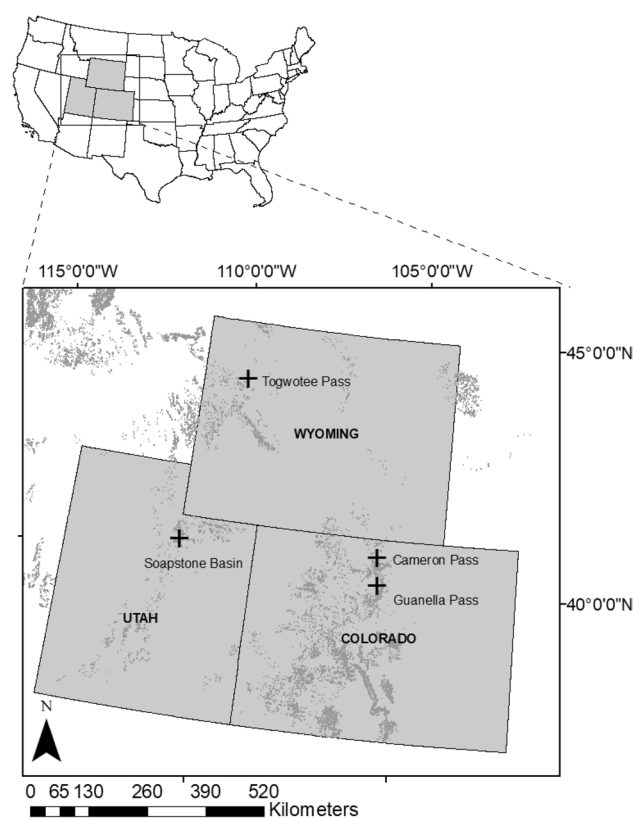 115°0'0"W 110°0'0"W 105°0'0"W
45°0'0"N
Togwotee Pass
WYOMING
Cameron Pass
Soapstone Basin
Guanella Pass
40°0'0"N
UTAH
COLORADO
N
0 65 130 260 390 520
Kilometers